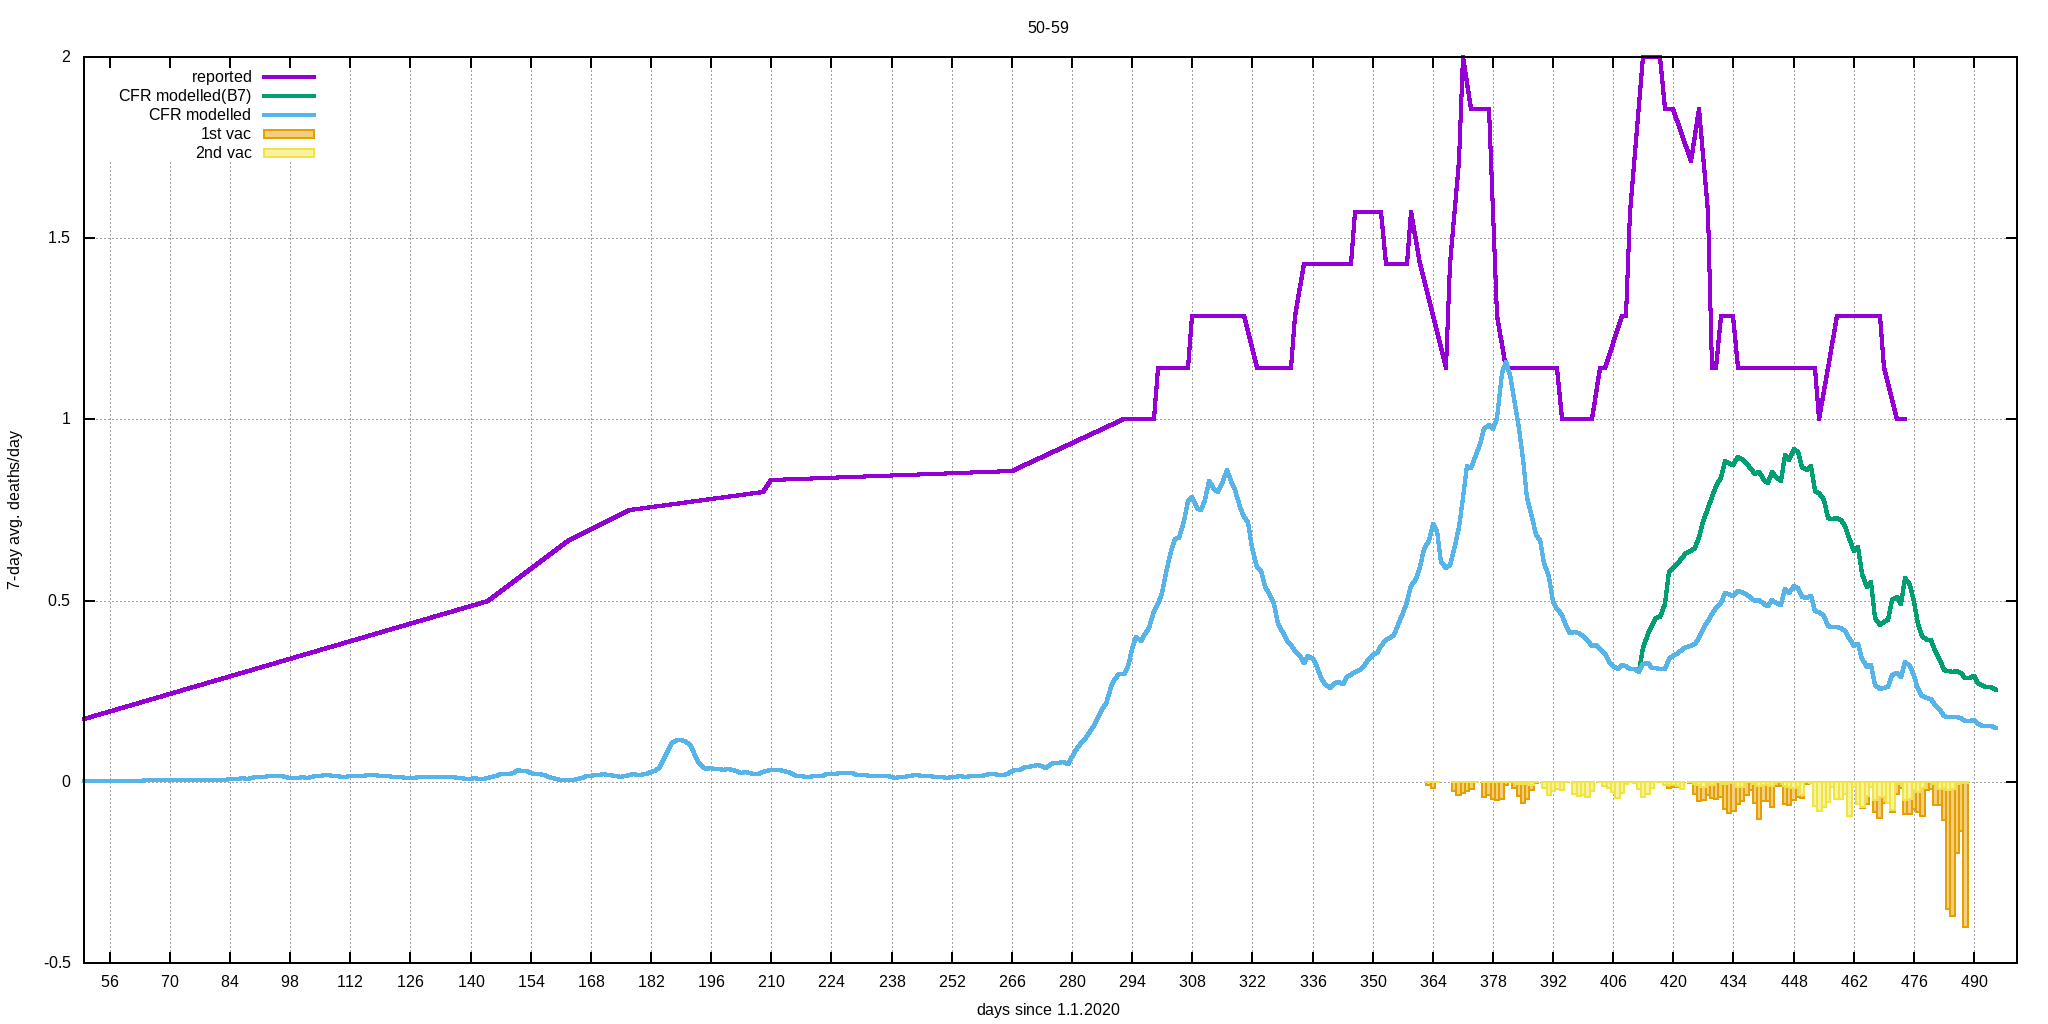 50-59
2
1.5
1
0.5
0
-0.5
7-day avg. deaths/day
reported
CFR modelled(B7)
CFR modelled
1st vac
2nd vac
56 70 84 98 112 126 140 154 168 182 196 210 224 238 252 266 280 294 308 322 336 350 364 378 392 406 420 434 448 462 476 490
days since 1.1.2020